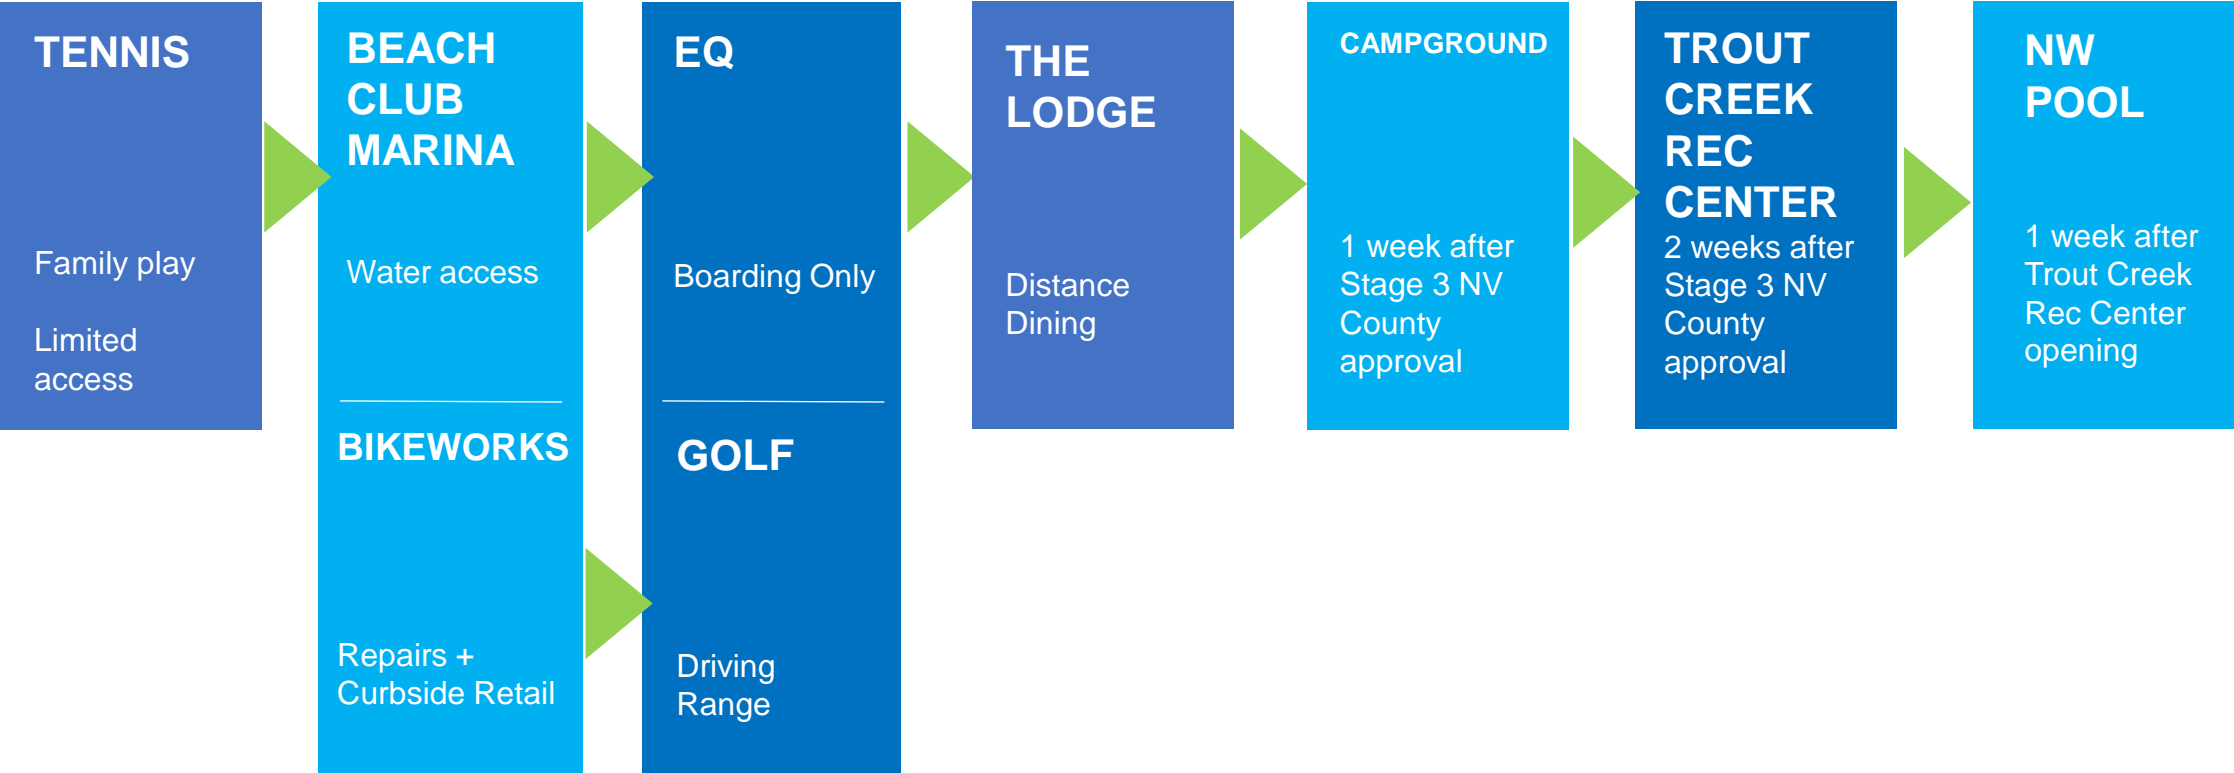 TENNIS
Family play
Limited
access
BEACH
CLUB
MARINA
Water access
BIKEWORKS
Repairs +
Curbside Retail
EQ
Boarding Only
GOLF
Driving
Range
THE
LODGE
Distance
Dining
CAMPGROUND
1 week after
Stage 3 NV
County
approval
TROUT
CREEK
REC
CENTER
2 weeks after
Stage 3 NV
County
approval
NW
POOL
1 week after
Trout Creek
Rec Center
opening